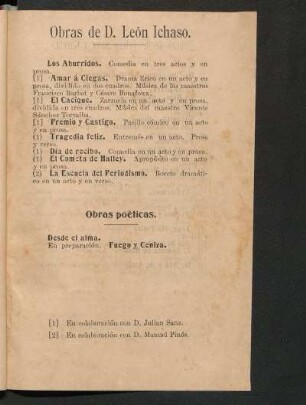 Obras de D. León Ichaso.
Los Aburridos. Comedia en tres actos y en
prosa.
[1] Amar á Ciegas. Drama lírico en un acto y en
prosa, dividido en dos cuadros. Música de los maestros
Francisco Barbat y César Bonafoux.
[1] El Cacique. Zarzuela en un acto y en prosa,
dividida en tres cuadros. Música del maestro Vicente
Sánchez Torralba.
[1] Premio y Castigo. Pasillo cómico en un acto
y en prosa.
(1) Tragedia feliz. Entremés en un acto. Prosa
y verso.
(1) Día de recibo. Comedia en un acto y en prosa.
(1) El Cometa de Halley. Apropósito en un acto
y en prosa.
(2) La Escuela del Periodismo. Boceto dramáti-
co en un acto y en verso.
Obras poéticas.
Desde el alma.
En preparación. Fuego y Ceniza.
[1] En colaboración con D. Julian Sanz.
[2] En colaboración con D. Manuel Pinós.